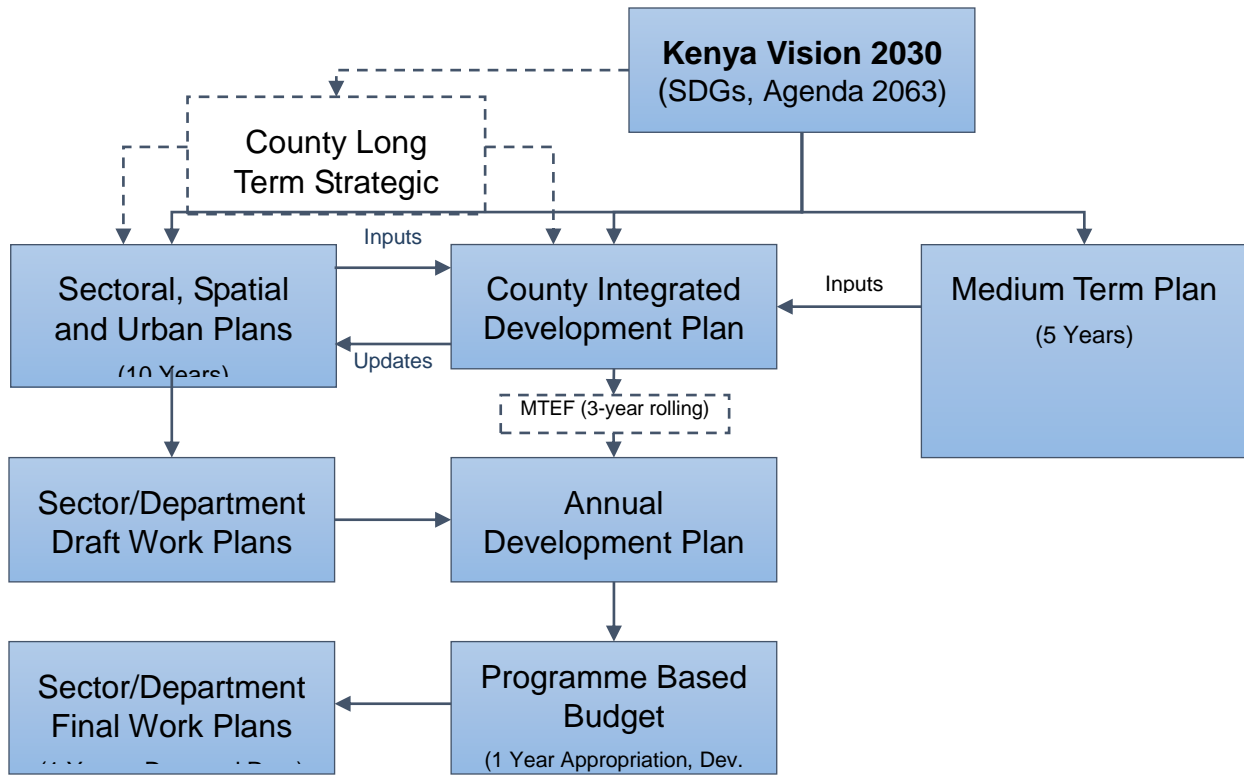 Kenya Vision 2030
(SDGs, Agenda 2063)
County Long
Term Strategic
Inputs
Sectoral, Spatial
and Urban Plans
(10 Years)
County Integrated
Development Plan
Inputs
Medium Term Plan
(5 Years)
Updates
MTEF (3-year rolling)
Sector/Department
Draft Work Plans
Annual
Development Plan
Sector/Department
Final Work Plans
Programme Based
Budget
(1 Year Appropriation, Dev.